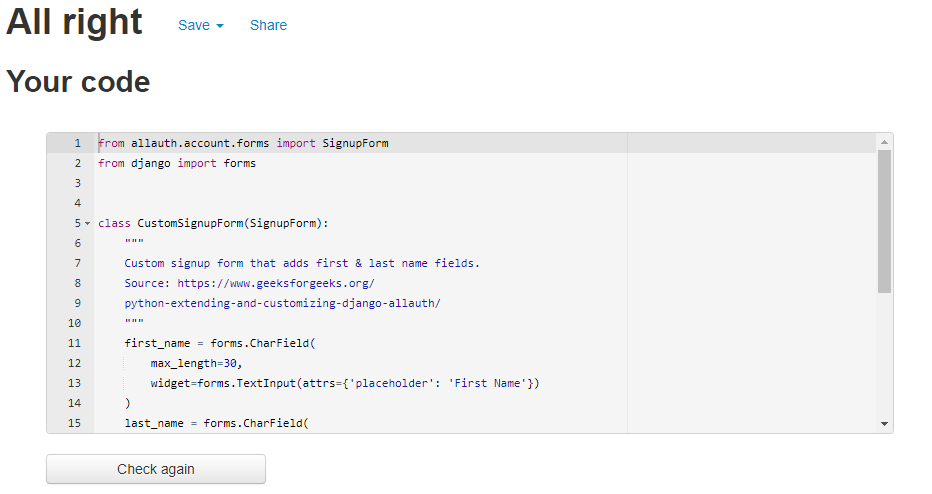 All right Save Share
Your code
1 from allauth.account.forms import SignupForm
2 from django import forms
3
4
5 class CustomSignupForm(SignupForm):
6 """
7 Custom signup form that adds first & last name fields.
8 Source: https://www.geeksforgeeks.org/
9 python-extending-and-customizing-django-allauth/
10 """
11 first_name = forms.CharField(
12 max_length=30,
13 widget=forms.TextInput(attrs={'placeholder': 'First Name'})
14 )
15 last_name = forms.CharField(
Check again